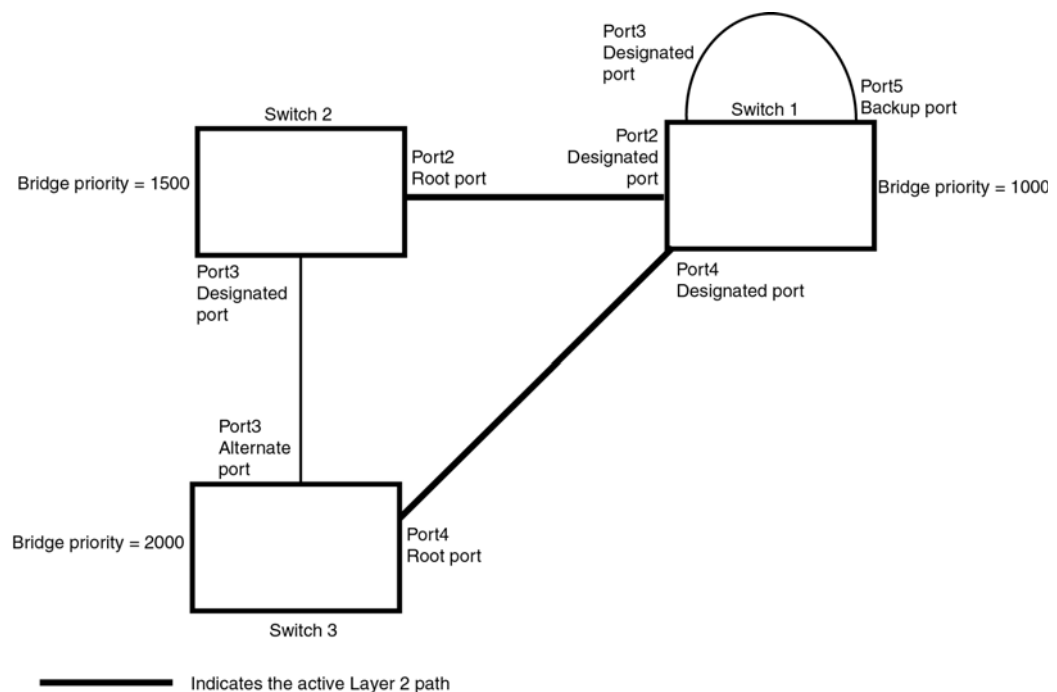 Port3
Designated
port
Port5
Backup port
Switch 2
Switch 1
Port2
Root port
Port2
Designated
port
Bridge priority = 1500
Bridge priority = 1000
Port3
Designated
port
Port4
Designated port
Port3
Alternate
port
Bridge priority = 2000
Port4
Root port
Switch 3
Indicates the active Layer 2 path